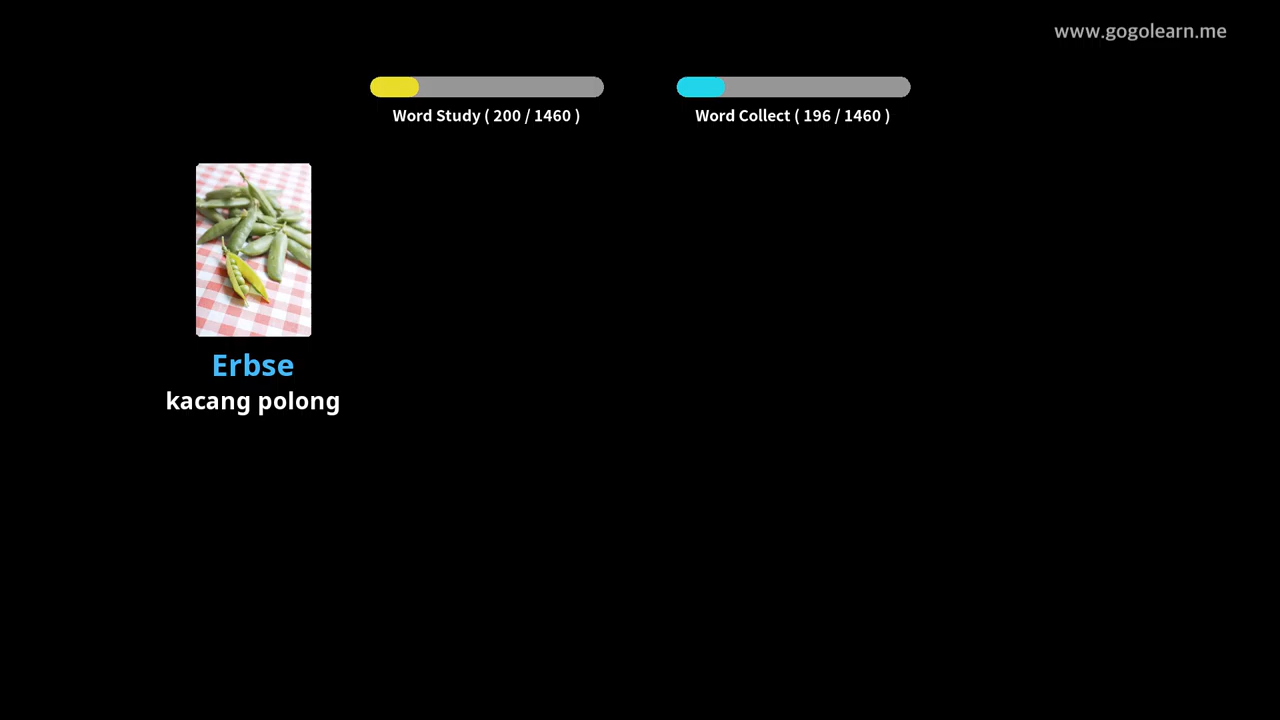 www.gogolearn.me
Word Study ( 200 / 1460 )
Word Collect ( 196 / 1460 )
Erbse
kacang polong